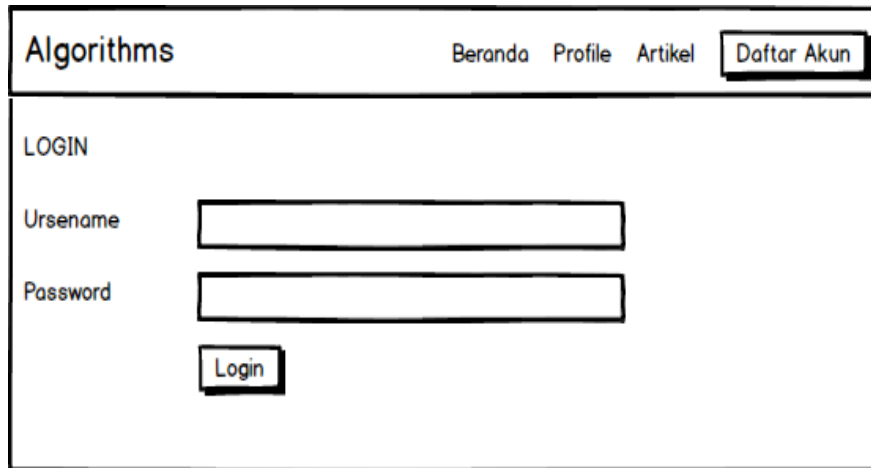 Algorithms Beranda Profile Artikel Daftar Akun
LOGIN
Ursename
Password
Login